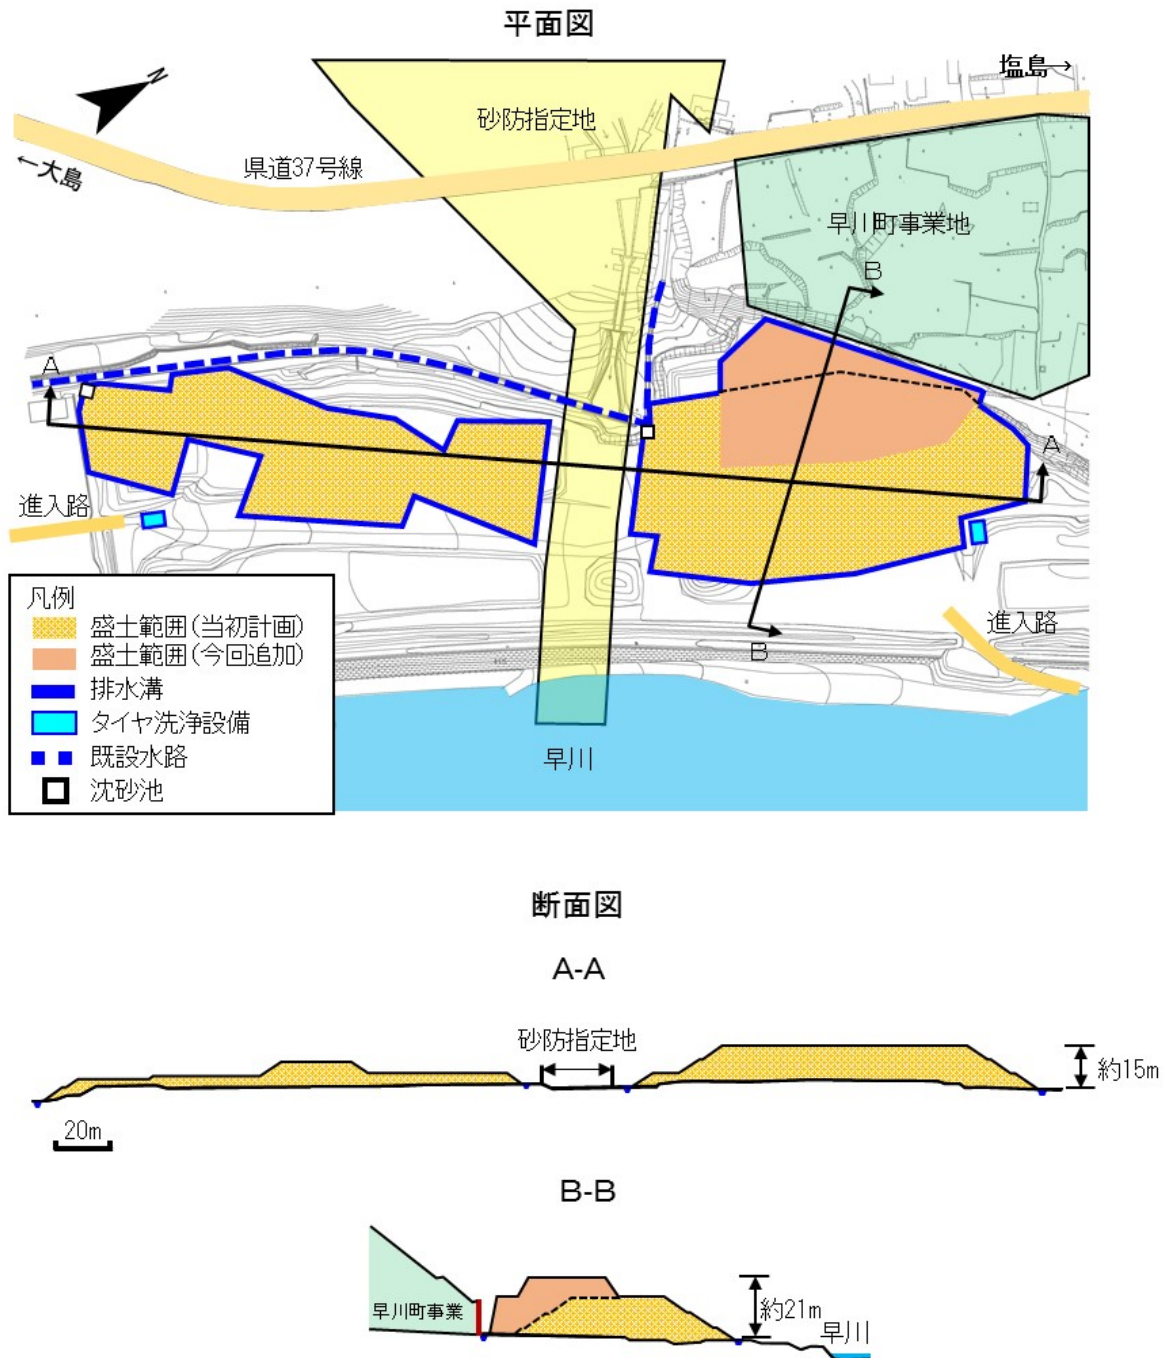 平面図
N
塩島→
砂防指定地
県道37号線
←大島
早川町事業地
B
A
A
進入路
凡例
盛土範囲(当初計画)
盛土範囲(今回追加)
排水溝
タイヤ洗浄設備
既設水路
沈砂池
進入路
B
早川
断面図
A-A
砂防指定地
約15m
20m
B-B
早川町事業
約21m
早川